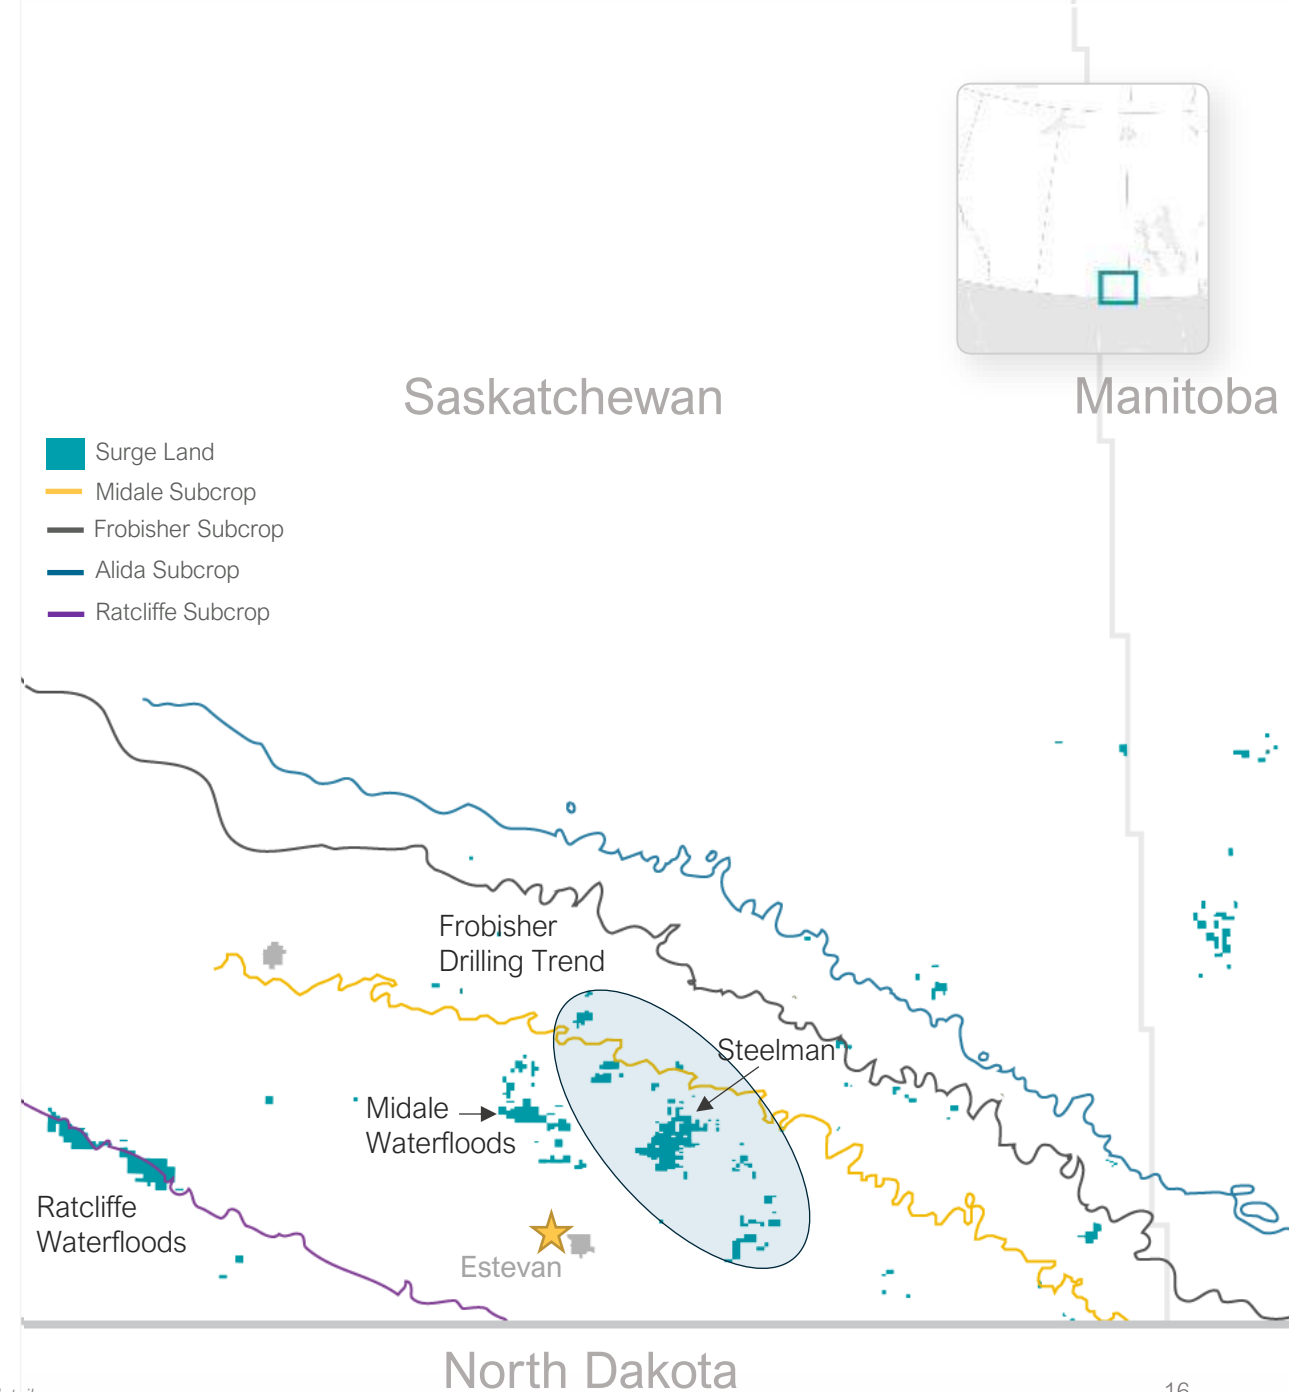 Saskatchewan
Manitoba
Surge Land
Midale Subcrop
Frobisher Subcrop
Alida Subcrop
Ratcliffe Subcrop
Frobisher
Drilling Trend
Steelman
Midale
Waterfloods
Ratcliffe
Waterfloods
Estevan
North Dakota
16